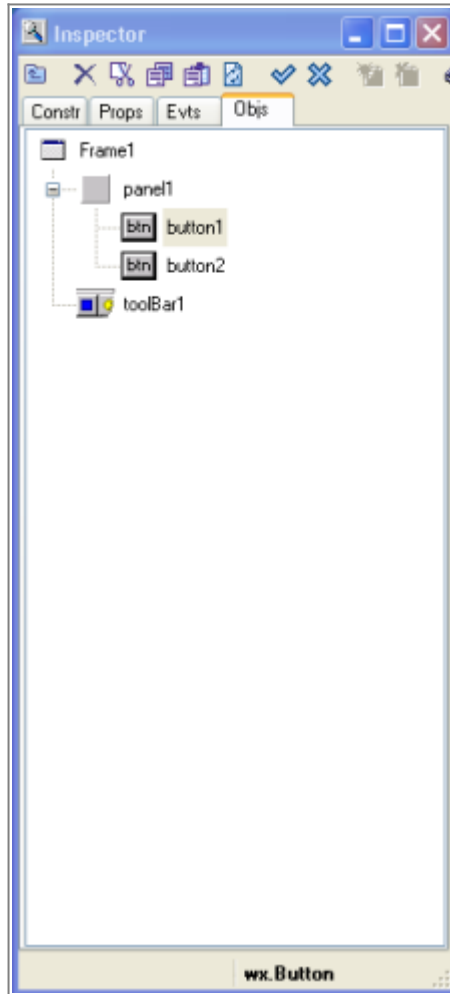 Inspector
Constr Props Evts Objs
Frame1
panel1
btn button1
btn button2
toolBar1
wx.Button